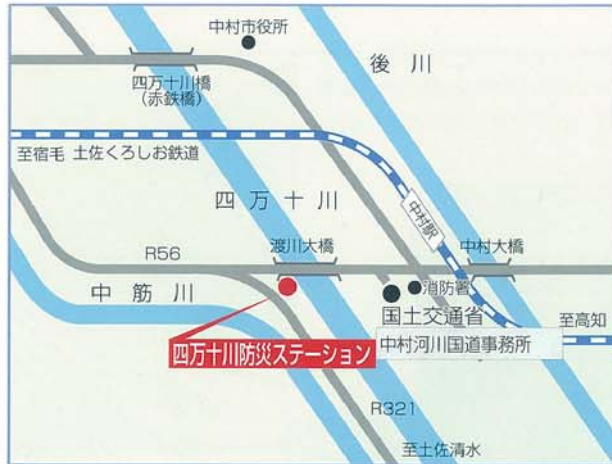 中村市役所
後川
四万十川橋
(赤鉄橋)
至宿毛 土佐くろしお鉄道
四万十川
中村駅
R56
渡川大橋
中村大橋
中筋川
消防署
国土交通省
中村河川国道事務所
至高知
四万十川防災ステーション
R321
至土佐清水